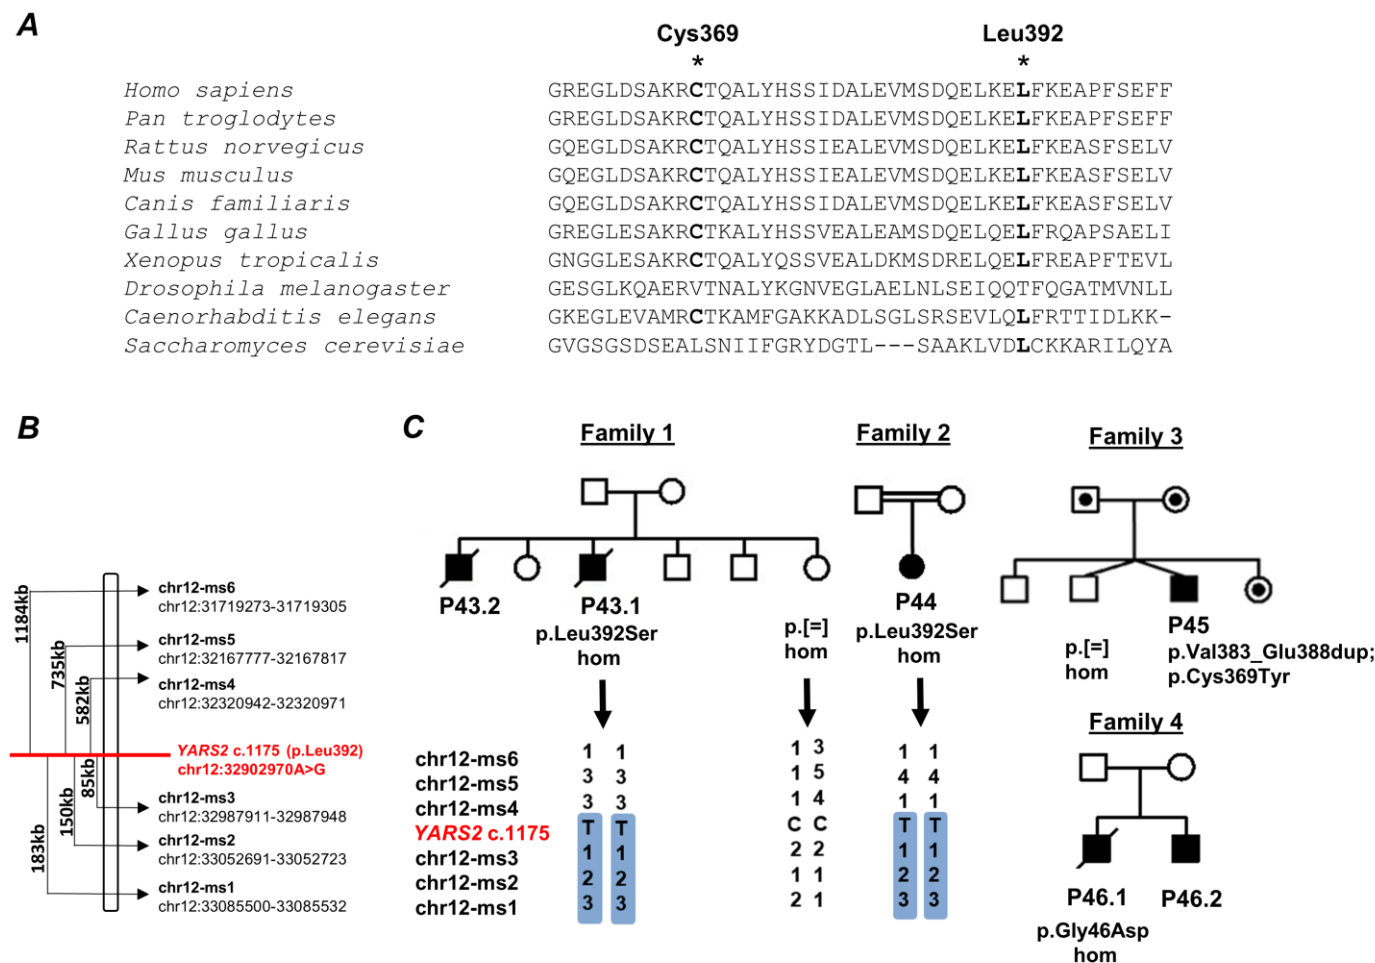 A
Cys369 Leu392
* *
Homo sapiens GREGLDSAKRCTQALYHSSIDALEVMSDQELKELFKEAPFSEFF
Pan troglodytes GREGLDSAKRCTQALYHSSIDALEVMSDQELKELFKEAPFSEFF
Rattus norvegicus GQEGLDSAKRCTQALYHSSIEALEVMSDQELKELFKEASFSELV
Mus musculus GQEGLDSAKRCTQALYHSSIEALEVMSDQELKELFKEASFSELV
Canis familiaris GQEGLDSAKRCTQALYHSSIDALEVMSDQELKELFKEASFSELV
Gallus gallus GREGLESAKRCTKALYHSSVEALEAMSDQELQELFRQAPSAELI
Xenopus tropicalis GNGGLESAKRCTQALYQSSVEALDKMSDRELQELFREAPFTEVL
Drosophila melanogaster GESGLKQAERVTNALYKGNVEGLAELNLSEIQQTFQGATMVNLL
Caenorhabditis elegans GKEGLEVAMRCTKAMFGAKKADLSGLSRSEVLQLFRTTIDLKK-
Saccharomyces cerevisiae GVGSGSDSEALSNIIFGRYDGTL---SAAKLVDLCKKARILQYA
B
1184kb
735kb
582kb
85kb
150kb
183kb
chr12-ms6
chr12:31719273-31719305
chr12-ms5
chr12:32167777-32167817
chr12-ms4
chr12:32320942-32320971
YARS2 c.1175 (p.Leu392)
chr12:32902970A>G
chr12-ms3
chr12:32987911-32987948
chr12-ms2
chr12:33052691-33052723
chr12-ms1
chr12:33085500-33085532
C
Family 1
P43.2 P43.1
p.Leu392Ser
hom
p.[=]
hom
Family 2
P44
p.Leu392Ser
hom
chr12-ms6 1 1 1 3 1 1
chr12-ms5 3 3 1 5 4 4
chr12-ms4 3 3 1 4 1 1
YARS2 c.1175 T T C C T T
chr12-ms3 1 1 2 2 1 1
chr12-ms2 2 2 1 1 2 2
chr12-ms1 3 3 2 1 3 3
Family 3
p.[=]
hom
P45
p.Val383_Glu388dup;
p.Cys369Tyr
Family 4
P46.1 P46.2
p.Gly46Asp
hom